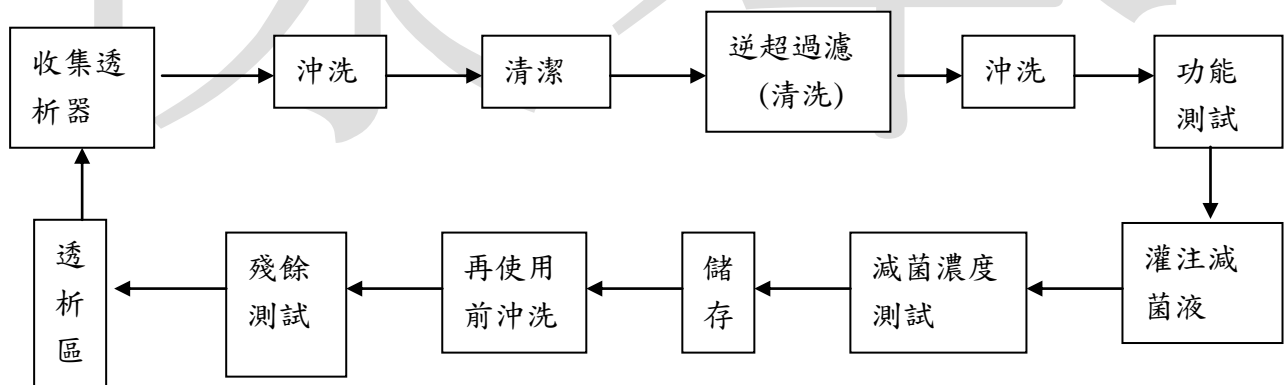 收集透
析器
沖洗
清潔
逆超過濾
(清洗)
沖洗
功能
測試
灌注減
菌液
減菌濃度
測試
儲
存
再使用
前沖洗
殘餘
測試
透
析
區